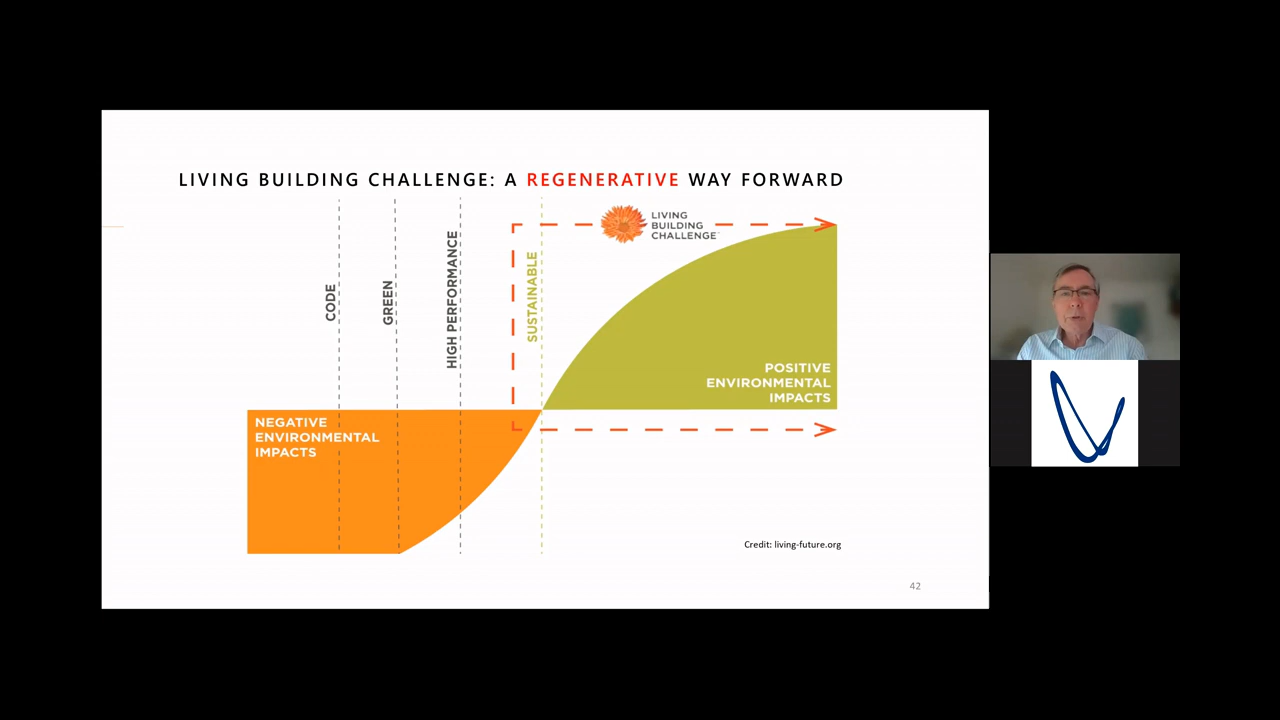 LIVING BUILDING CHALLENGE: A REGENERATIVE WAY FORWARD
LIVING
BUILDING
CHALLENGE™
CODE
GREEN
HIGH PERFORMANCE
SUSTAINABLE
POSITIVE
ENVIRONMENTAL
IMPACTS
NEGATIVE
ENVIRONMENTAL
IMPACTS
Credit: living-future.org
42